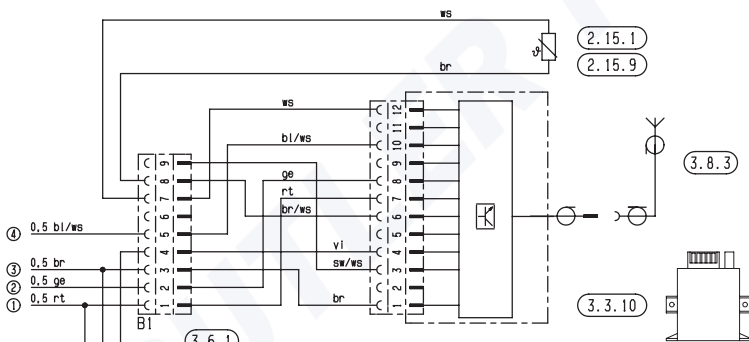 ws
ϑ
2.15.1
br
2.15.9
ws
12
11
bl/ws
10
9
9
8
ge
8
3.8.3
7
rt
7
6
br/ws
6
④ 0,5 bl/ws
5
5
4
vi
4
③ 0,5 br
3
sw/ws
3
② 0,5 ge
2
2
① 0,5 rt
1
br
1
3.3.10
B1
3.6.1
BUTLER T